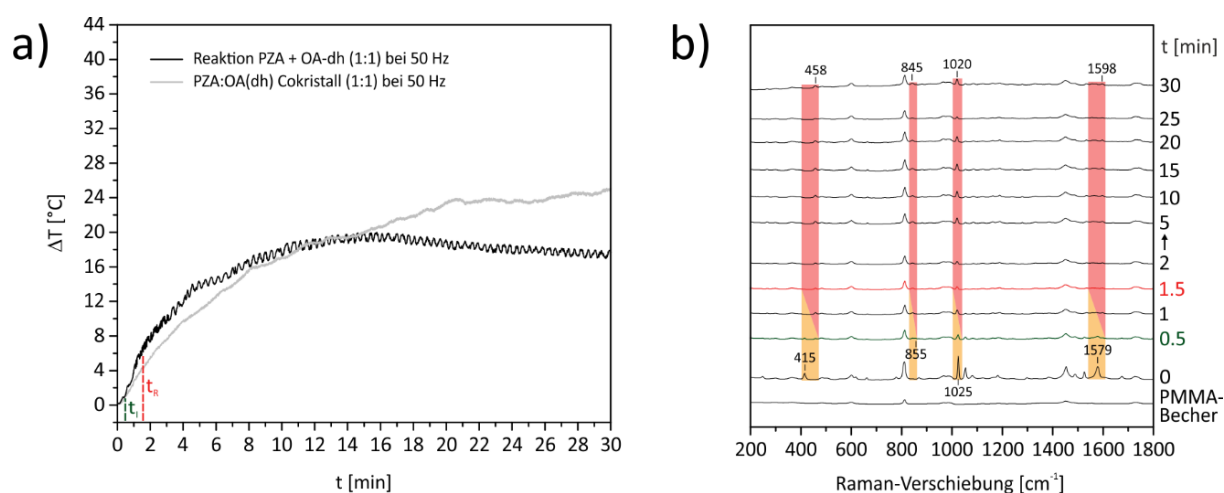 a)
44
40
36
32
28
24
20
16
12
8
4
0
ΔT [°C]
Reaktion PZA + OA-dh (1:1) bei 50 Hz
PZA:OA(dh) Cokristall (1:1) bei 50 Hz
tI
tR
0 2 4 6 8 10 12 14 16 18 20 22 24 26 28 30
t [min]
b)
t [min]
458 845 1020 1598
30
25
20
15
10
5
2
1.5
1
0.5
415 855 1579
0
1025
PMMA-
Becher
200 400 600 800 1000 1200 1400 1600 1800
Raman-Verschiebung [cm⁻¹]